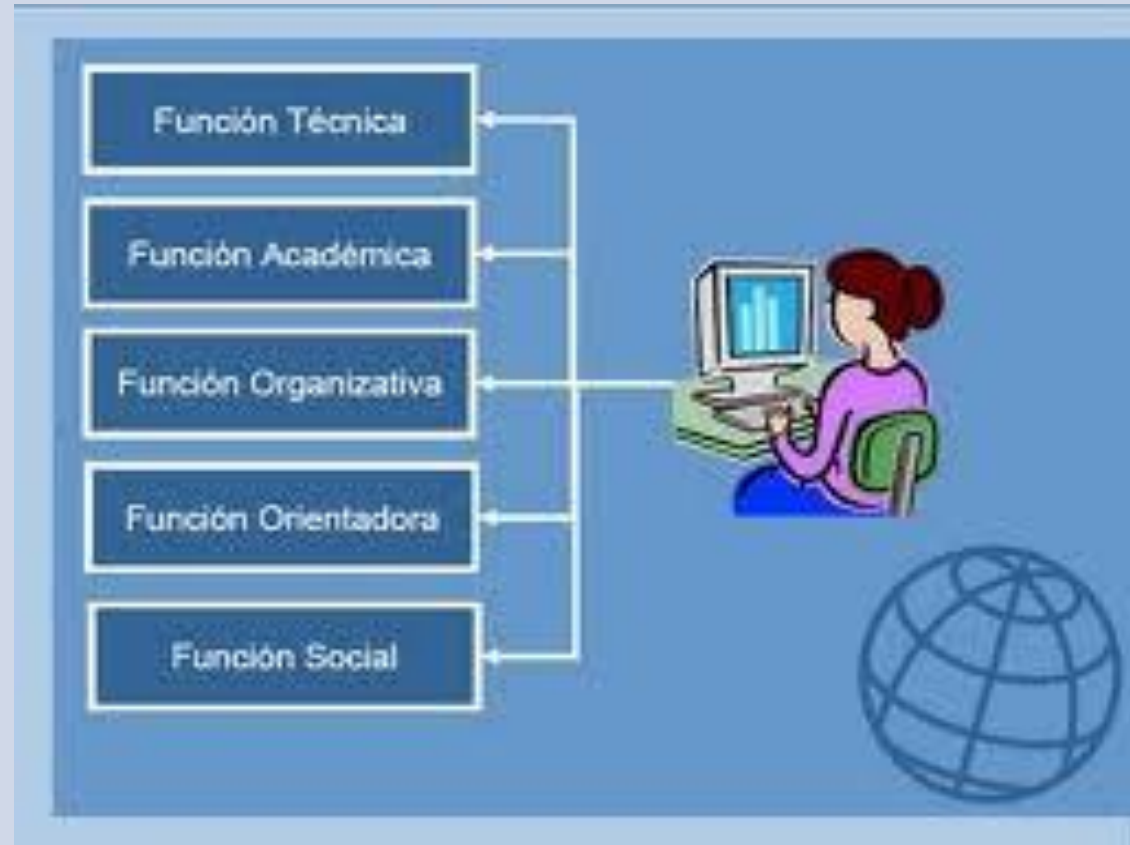 Función Técnica
Función Académica
Función Organizativa
Función Orientadora
Función Social